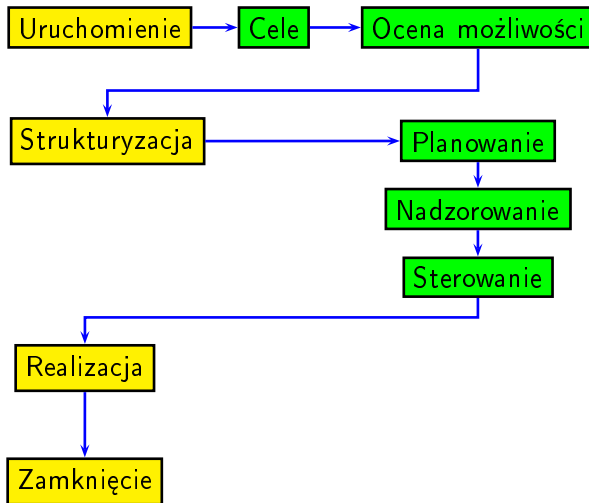 Uruchomienie
Cele
Ocena możliwości
Strukturyzacja
Planowanie
Nadzorowanie
Sterowanie
Realizacja
Zamknięcie